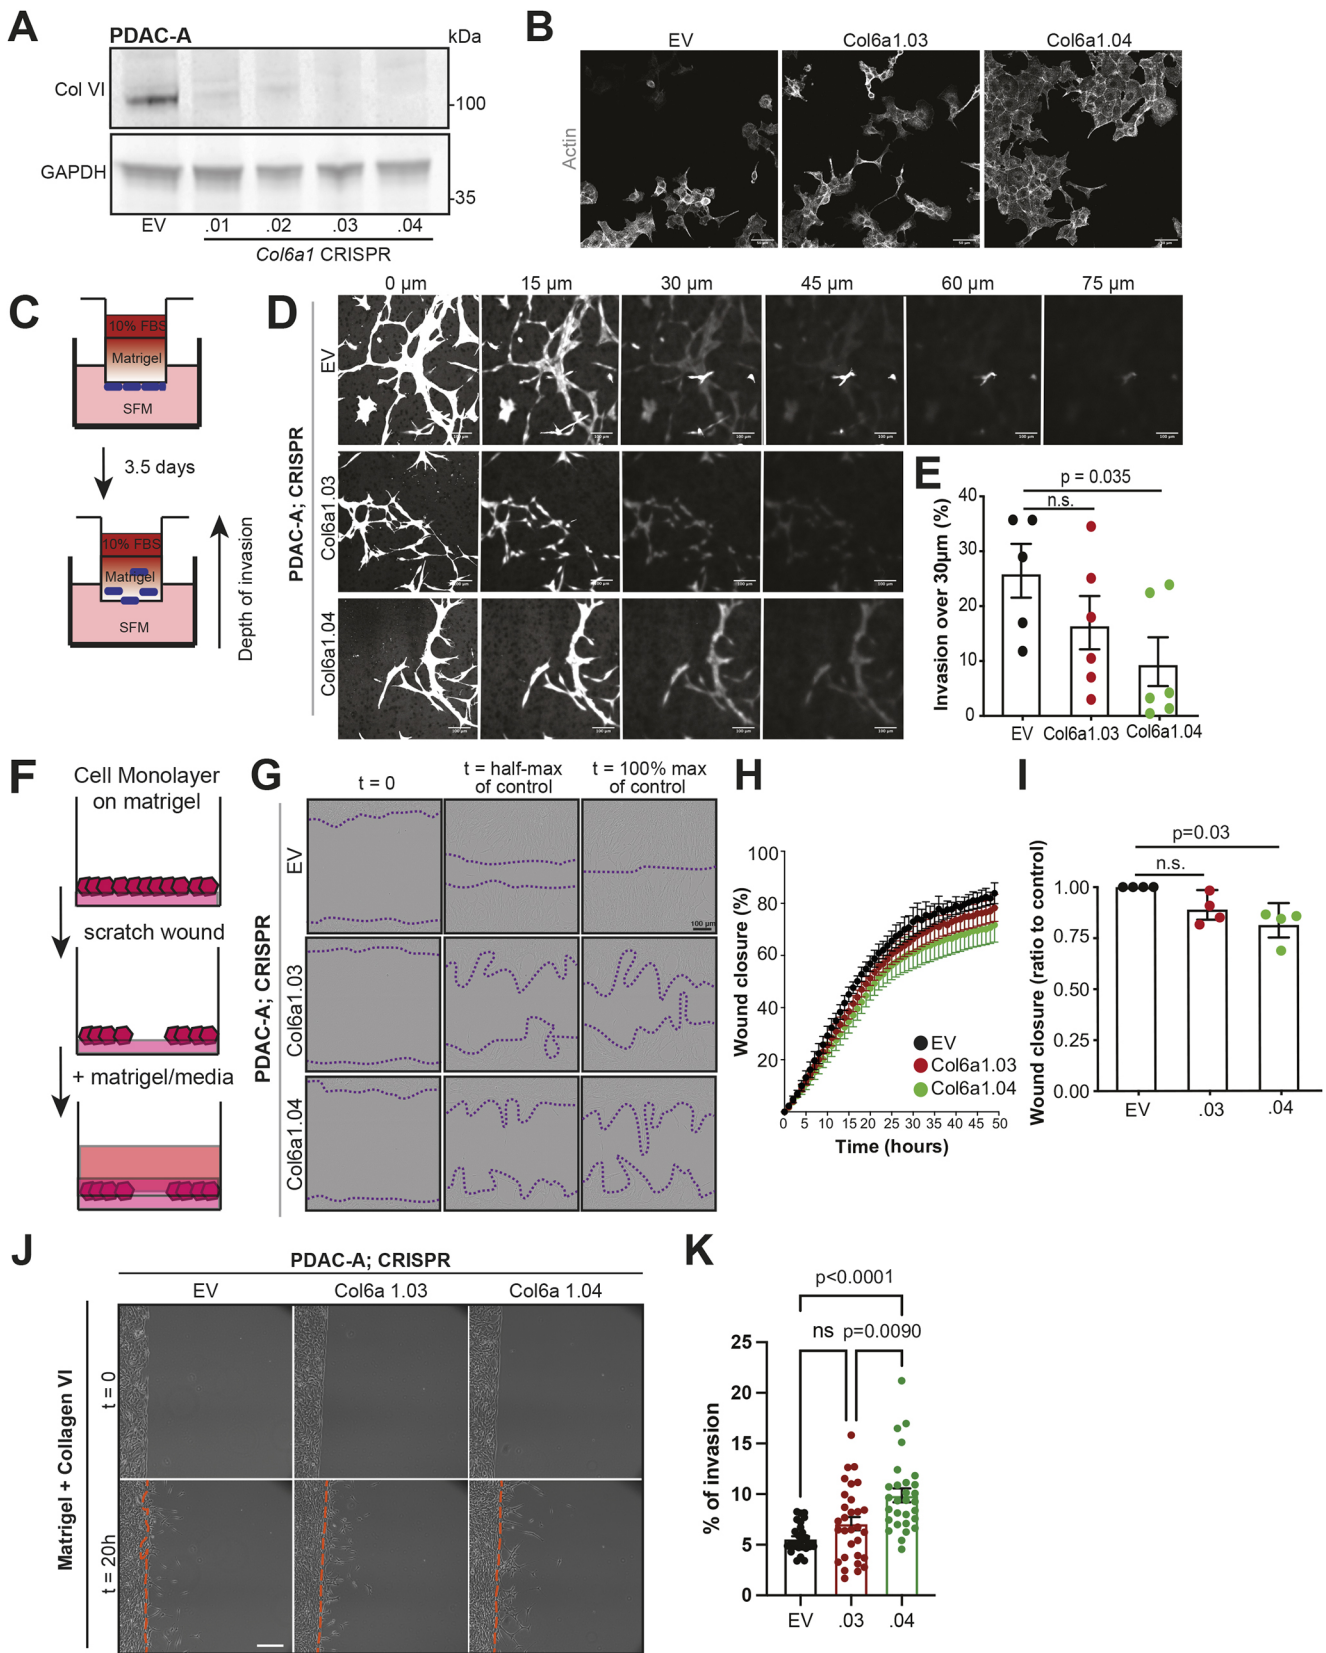 A
PDAC-A
kDa
Col VI
-100
GAPDH
-35
EV .01 .02 .03 .04
Col6a1 CRISPR
B
EV Col6a1.03 Col6a1.04
Actin
C
10% FBS
Matrigel
SFM
3.5 days
10% FBS
Matrigel
SFM
Depth of invasion
D
0 µm 15 µm 30 µm 45 µm 60 µm 75 µm
PDAC-A; CRISPR
EV
Col6a1.03
Col6a1.04
E
p = 0.035
n.s.
Invasion over 30µm (%)
40
30
20
10
0
EV Col6a1.03 Col6a1.04
F
Cell Monolayer
on matrigel
scratch wound
+ matrigel/media
G
t = 0
t = half-max
of control
t = 100% max
of control
PDAC-A; CRISPR
EV
Col6a1.03
Col6a1.04
100 µm
H
Wound closure (%)
100
80
60
40
20
EV
Col6a1.03
Col6a1.04
0 5 10 15 20 25 30 35 40 45 50
Time (hours)
I
p=0.03
n.s.
Wound closure (ratio to control)
1.00
0.75
0.50
0.25
0.00
EV .03 .04
J
PDAC-A; CRISPR
EV Col6a 1.03 Col6a 1.04
Matrigel + Collagen VI
t = 0
t = 20h
K
p<0.0001
ns p=0.0090
% of invasion
25
20
15
10
5
0
EV .03 .04